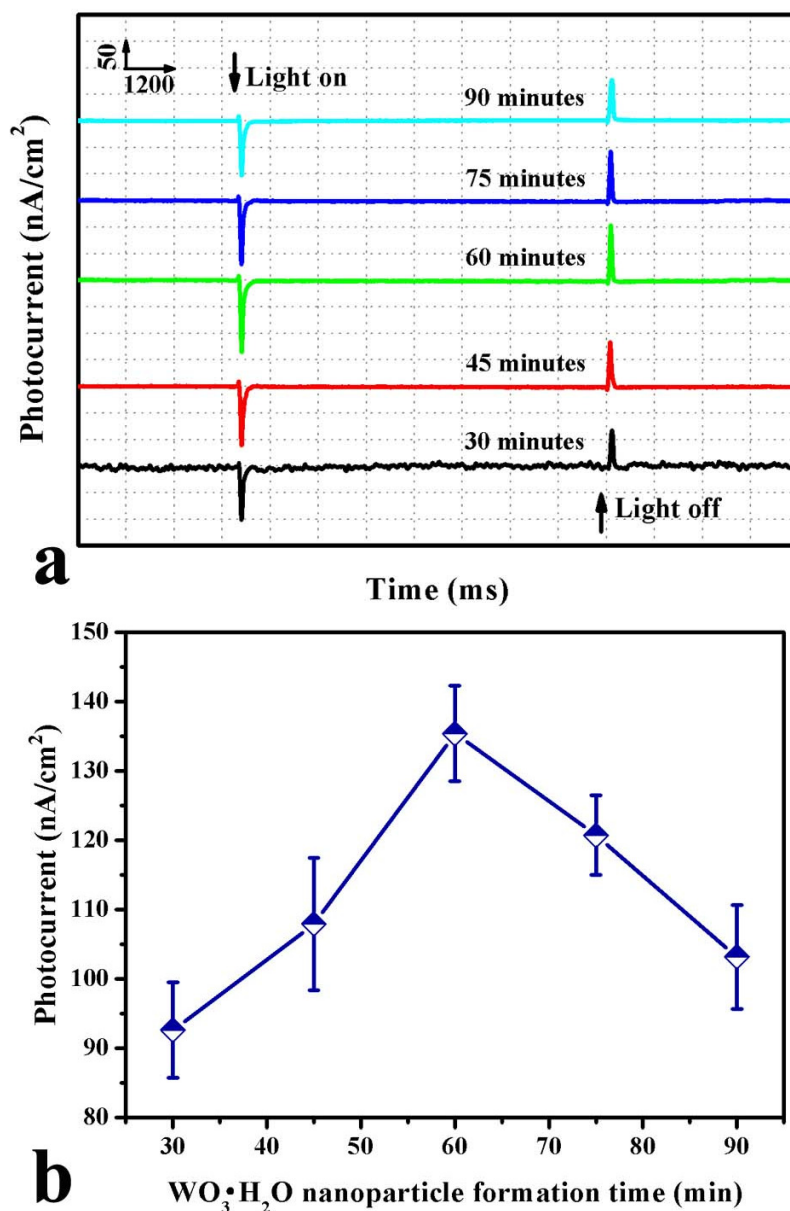 50
1200
Light on
90 minutes
75 minutes
60 minutes
45 minutes
30 minutes
Light off
Photocurrent (nA/cm²)
a
Time (ms)
150
140
130
120
110
100
90
80
Photocurrent (nA/cm²)
30 40 50 60 70 80 90
b
WO₃•H₂O nanoparticle formation time (min)